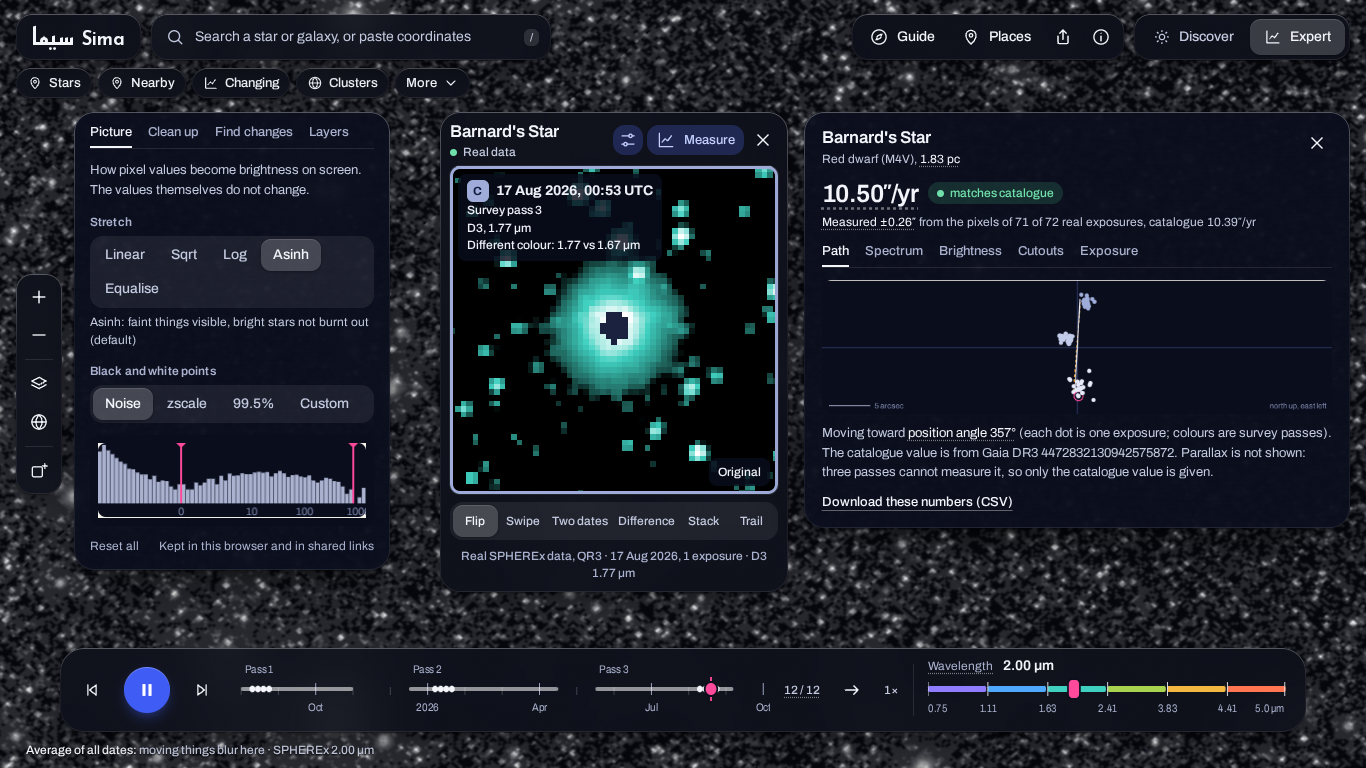 سيما Sima
Search a star or galaxy, or paste coordinates /
Guide Places Discover Expert
Stars Nearby Changing Clusters More
Picture Clean up Find changes Layers
How pixel values become brightness on screen.
The values themselves do not change.
Stretch
Linear Sqrt Log Asinh
Equalise
Asinh: faint things visible, bright stars not burnt out
(default)
Black and white points
Noise zscale 99.5% Custom
0 10 100
Reset all Kept in this browser and in shared links
Barnard's Star
Real data
Measure
C 17 Aug 2026, 00:53 UTC
Survey pass 3
D3, 1.77 µm
Different colour: 1.77 vs 1.67 µm
Original
Flip Swipe Two dates Difference Stack Trail
Real SPHEREx data, QR3 · 17 Aug 2026, 1 exposure · D3
1.77 µm
Barnard's Star
Red dwarf (M4V), 1.83 pc
10.50″/yr matches catalogue
Measured ±0.26″ from the pixels of 71 of 72 real exposures, catalogue 10.39″/yr
Path Spectrum Brightness Cutouts Exposure
5 arcsec north up, east left
Moving toward position angle 357° (each dot is one exposure; colours are survey passes).
The catalogue value is from Gaia DR3 4472832130942575872. Parallax is not shown:
three passes cannot measure it, so only the catalogue value is given.
Download these numbers (CSV)
Pass 1 Pass 2 Pass 3
Oct 2026 Apr Jul Oct
12 / 12 1×
Wavelength 2.00 µm
0.75 1.11 1.63 2.41 3.83 4.41 5.0 µm
Average of all dates: moving things blur here · SPHEREx 2.00 µm